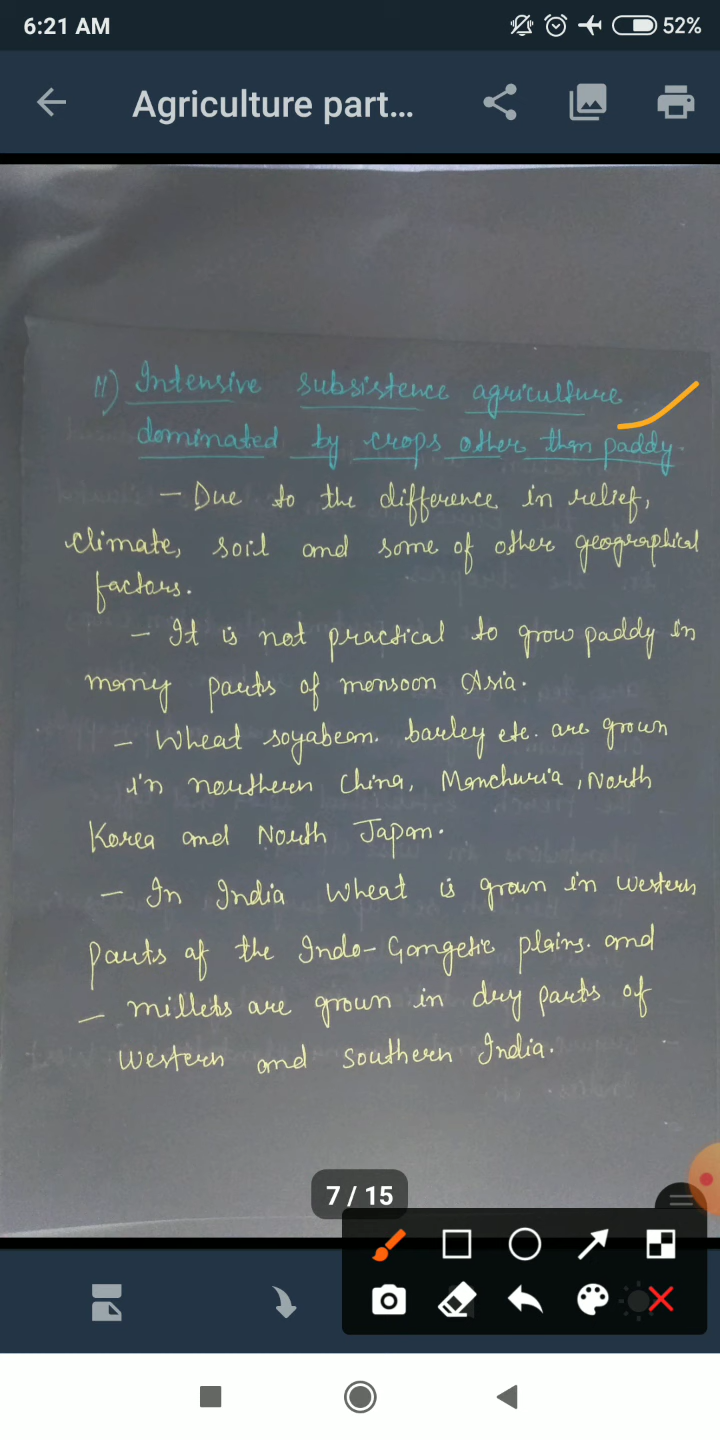 6:21 AM 52%
Agriculture part...
II) Intensive subsistence agriculture
dominated by crops other than paddy.
— Due to the difference in relief,
climate, soil and some of other geographical
factors.
— It is not practical to grow paddy in
many parts of monsoon Asia.
— Wheat soyabean. barley etc. are grown
in northern China, Manchuria, North
Korea and North Japan.
— In India wheat is grown in western
parts of the Indo-Gangetic plains. and
— millets are grown in dry parts of
western and southern India.
7 / 15